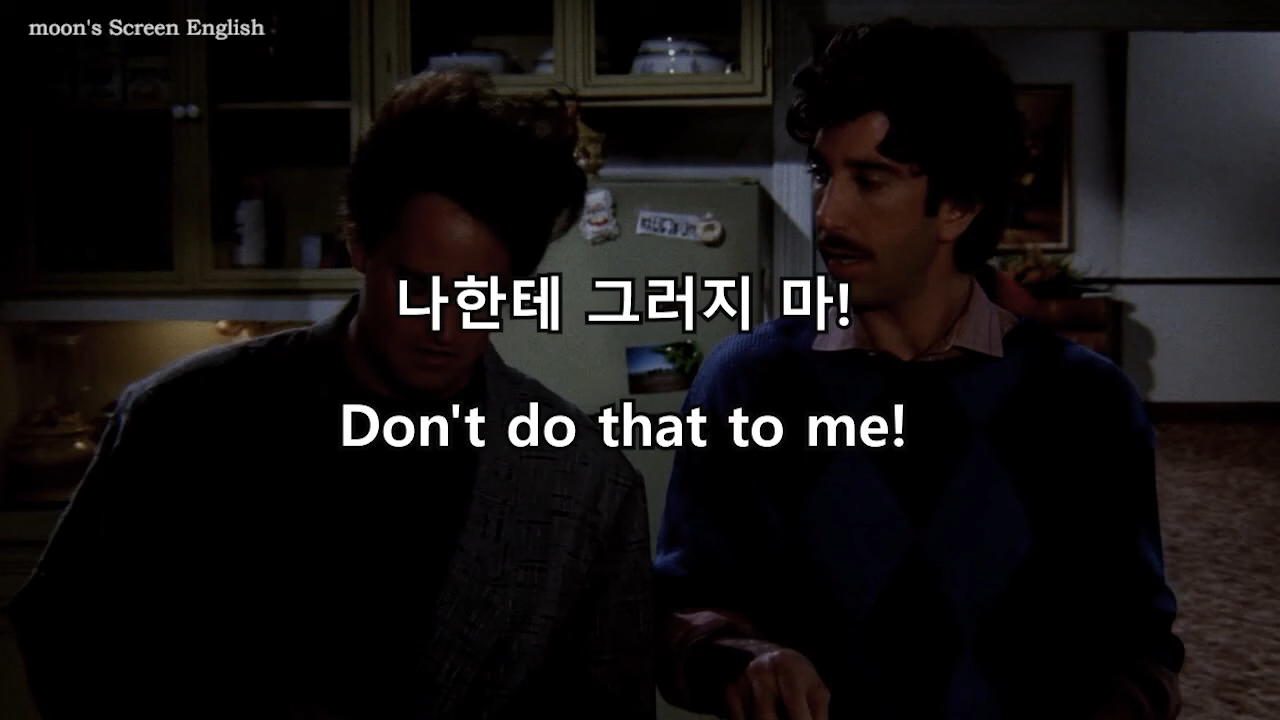 moon's Screen English
나한테 그러지 마!
Don't do that to me!